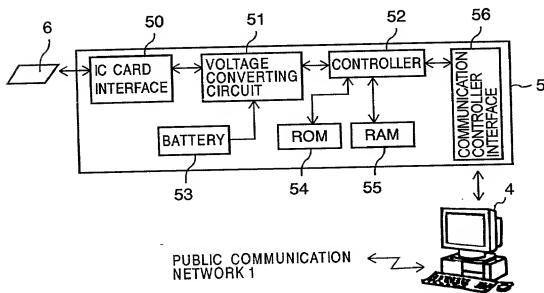 50
51
52
56
6
IC CARD
INTERFACE
VOLTAGE
CONVERTING
CIRCUIT
CONTROLLER
COMMUNICATION
CONTROLLER
INTERFACE
5
BATTERY
ROM
RAM
53
54
55
4
PUBLIC COMMUNICATION
NETWORK 1